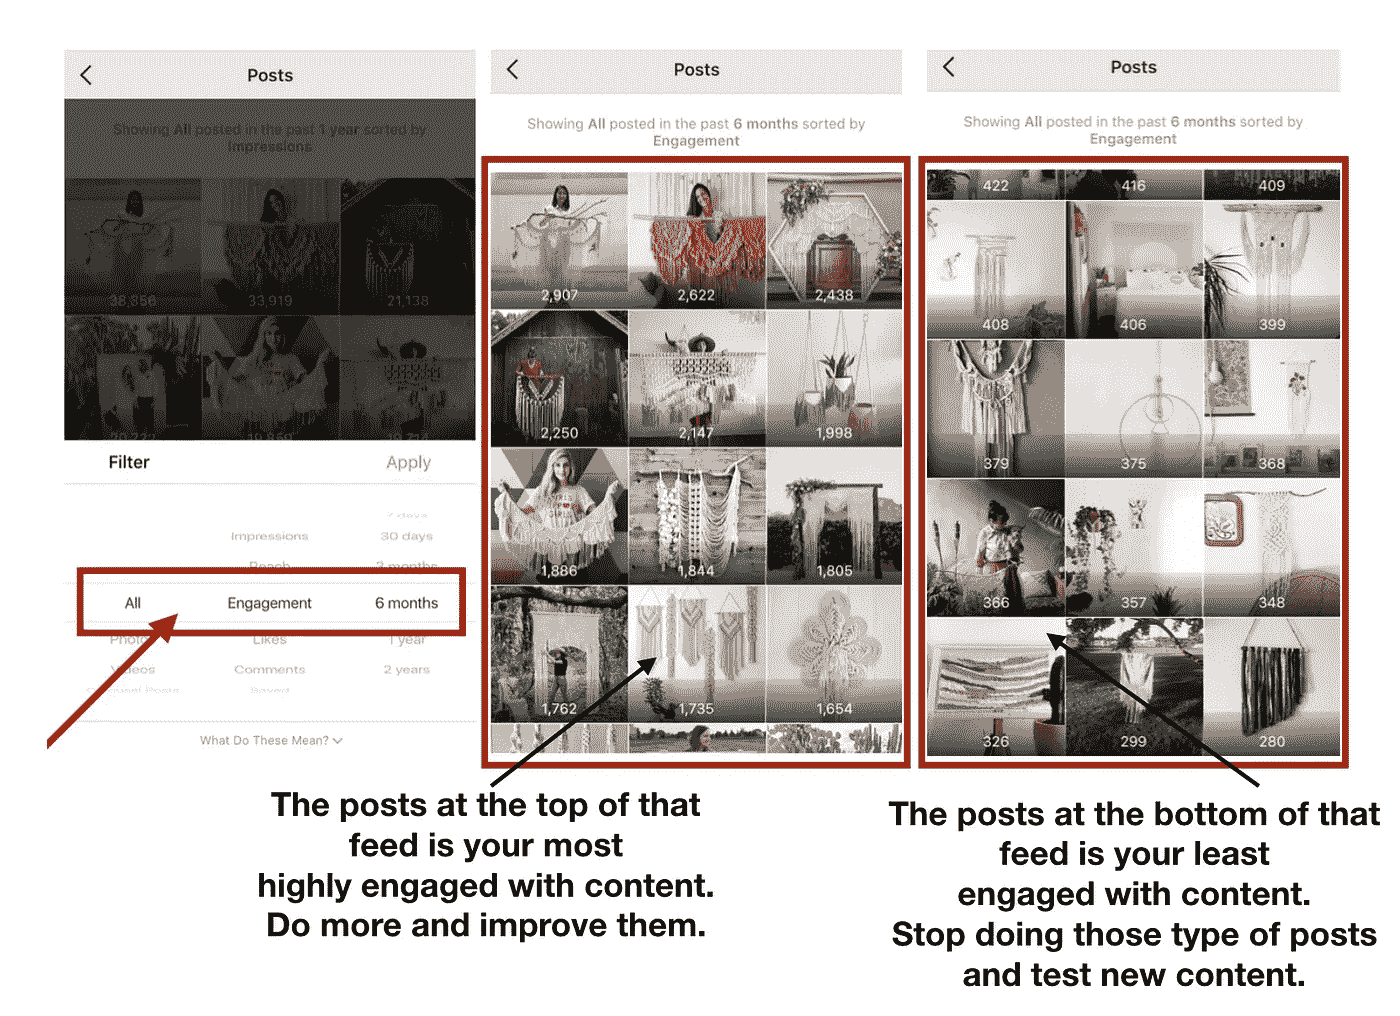 Posts
Showing All posted in the past 1 year sorted by
Impressions
38,356
33,919
21,138
Filter
Apply
7 days
Impressions
30 days
Reach
3 months
All
Engagement
6 months
Photos
Likes
1 year
Videos
Comments
2 years
Carousel Posts
Saved
What Do These Mean?
Posts
Showing All posted in the past 6 months sorted by
Engagement
2,907
2,622
2,438
2,250
2,147
1,998
1,886
1,844
1,805
1,762
1,735
1,654
Posts
Showing All posted in the past 6 months sorted by
Engagement
422
416
409
408
406
399
379
375
368
366
357
348
326
299
280
The posts at the top of that
feed is your most
highly engaged with content.
Do more and improve them.
The posts at the bottom of that
feed is your least
engaged with content.
Stop doing those type of posts
and test new content.